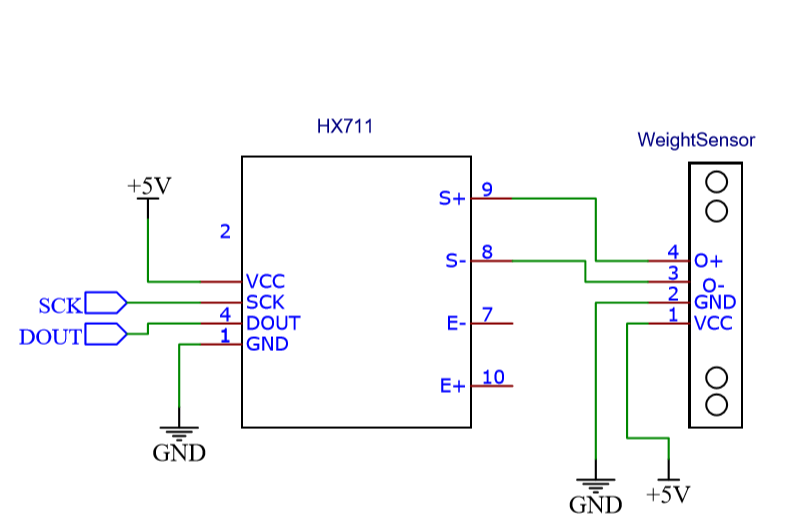 HX711
WeightSensor
+5V
S+ 9
2
S- 8
4 O+
3 O-
VCC
SCK SCK
2 GND
DOUT 4 DOUT
E- 7
1 VCC
1 GND
E+ 10
GND
GND
+5V